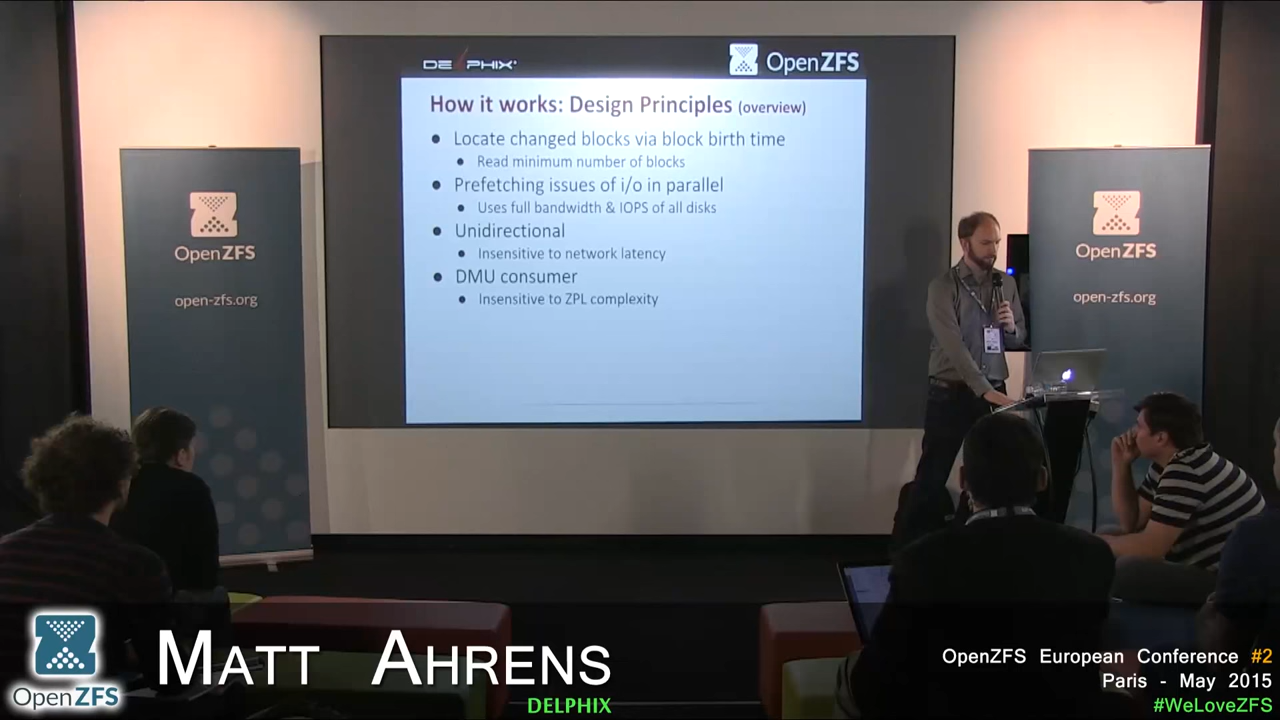 DELPHIX
OpenZFS
How it works: Design Principles (overview)
Locate changed blocks via block birth time
Read minimum number of blocks
Prefetching issues of i/o in parallel
Uses full bandwidth & IOPS of all disks
Unidirectional
Insensitive to network latency
DMU consumer
Insensitive to ZPL complexity
OpenZFS
open-zfs.org
OpenZFS
open-zfs.org
OpenZFS
MATT AHRENS
DELPHIX
OpenZFS European Conference #2
Paris - May 2015
#WeLoveZFS